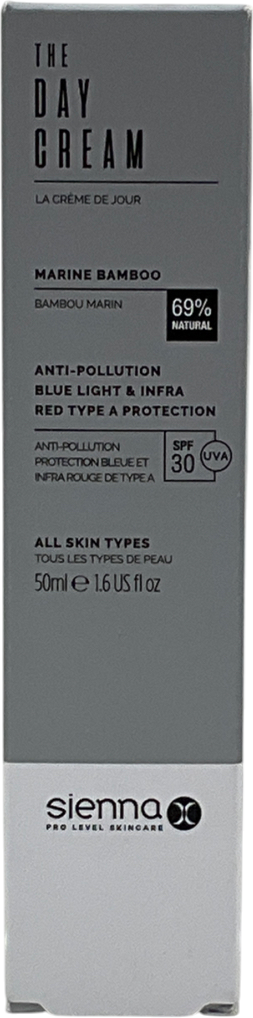 THE
DAY
CREAM
LA CRÉME DE JOUR
MARINE BAMBOO
BAMBOU MARIN
69%
NATURAL
ANTI-POLLUTION
BLUE LIGHT & INFRA
RED TYPE A PROTECTION
ANTI-POLLUTION
PROTECTION BLEUE ET
INFRA ROUGE DE TYPE A
SPF
30
UVA
ALL SKIN TYPES
TOUS LES TYPES DE PEAU
50ml ℮ 1.6 US fl oz
sienna X
PRO LEVEL SKINCARE